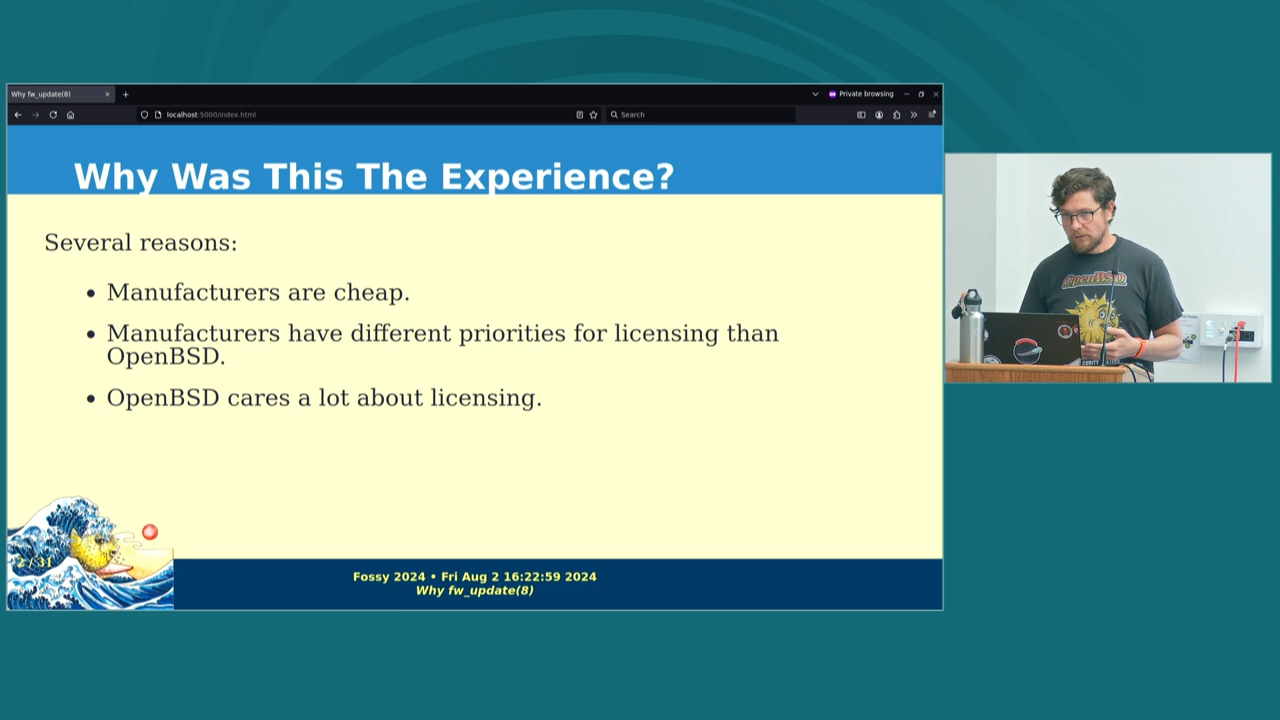 Why fw_update(8)
Private browsing
localhost:5000/index.html
Search
Why Was This The Experience?
Several reasons:
• Manufacturers are cheap.
• Manufacturers have different priorities for licensing than
OpenBSD.
• OpenBSD cares a lot about licensing.
2 / 31
Fossy 2024 • Fri Aug 2 16:22:59 2024
Why fw_update(8)
OpenBSD